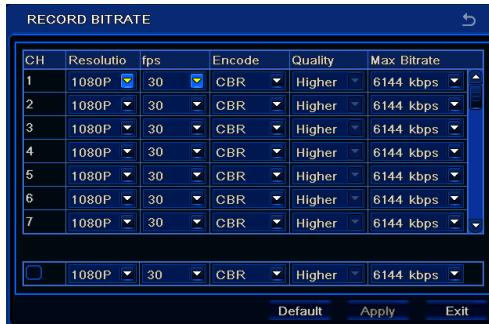 RECORD BITRATE
CH Resolutio fps Encode Quality Max Bitrate
1 1080P 30 CBR Higher 6144 kbps
2 1080P 30 CBR Higher 6144 kbps
3 1080P 30 CBR Higher 6144 kbps
4 1080P 30 CBR Higher 6144 kbps
5 1080P 30 CBR Higher 6144 kbps
6 1080P 30 CBR Higher 6144 kbps
7 1080P 30 CBR Higher 6144 kbps
1080P 30 CBR Higher 6144 kbps
Default Apply Exit